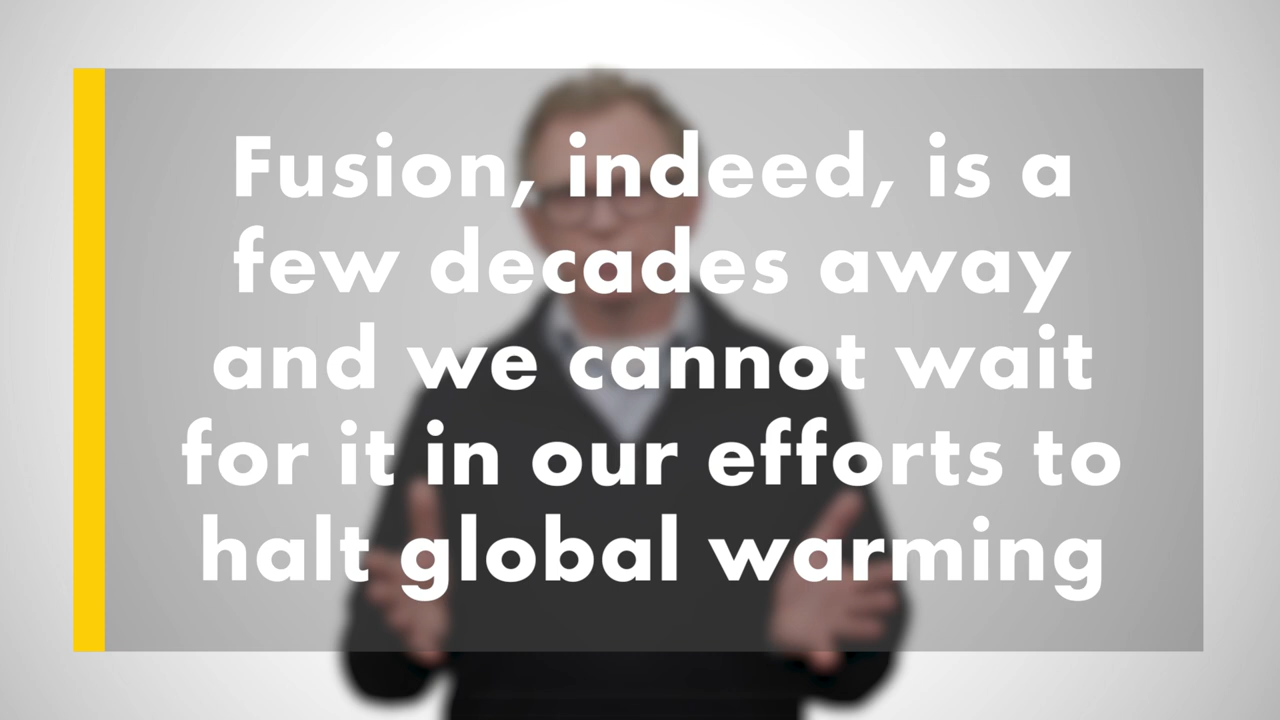 Fusion, indeed, is a
few decades away
and we cannot wait
for it in our efforts to
halt global warming